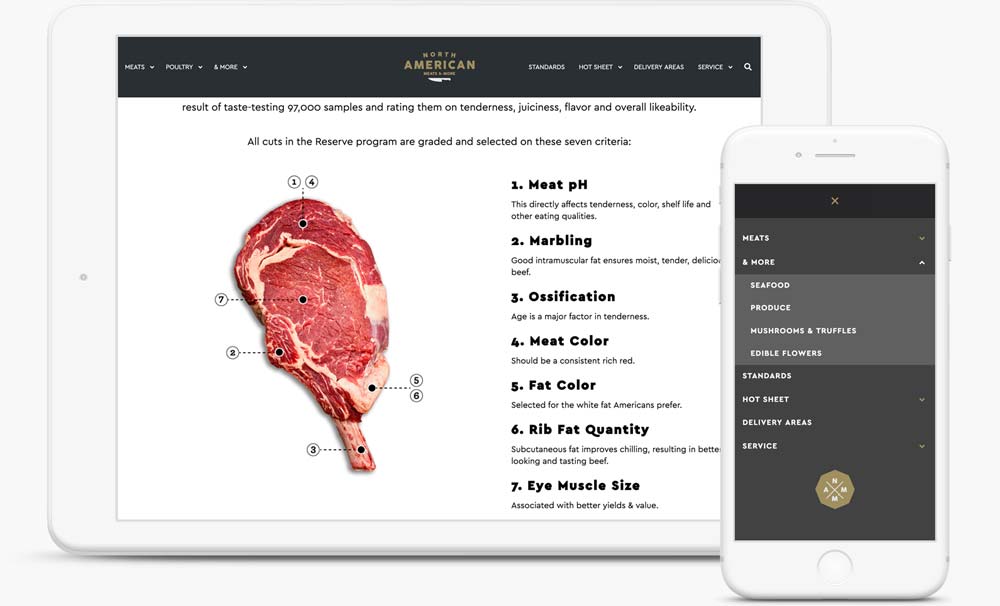 MEATS POULTRY & MORE
NORTH
AMERICAN
MEATS & MORE
STANDARDS HOT SHEET DELIVERY AREAS SERVICE
result of taste-testing 97,000 samples and rating them on tenderness, juiciness, flavor and overall likeability.
All cuts in the Reserve program are graded and selected on these seven criteria:
1 4
7
2
5
6
3
1. Meat pH
This directly affects tenderness, color, shelf life and
other eating qualities.
2. Marbling
Good intramuscular fat ensures moist, tender,
beef.
3. Ossification
Age is a major factor in tenderness.
4. Meat Color
Should be a consistent rich red.
5. Fat Color
Selected for the white fat Americans prefer.
6. Rib Fat Quantity
Subcutaneous fat improves chilling, resulting in
looking and tasting beef.
7. Eye Muscle Size
Associated with better yields & value.
MEATS
& MORE
SEAFOOD
PRODUCE
MUSHROOMS & TRUFFLES
EDIBLE FLOWERS
STANDARDS
HOT SHEET
DELIVERY AREAS
SERVICE
N
A M
M